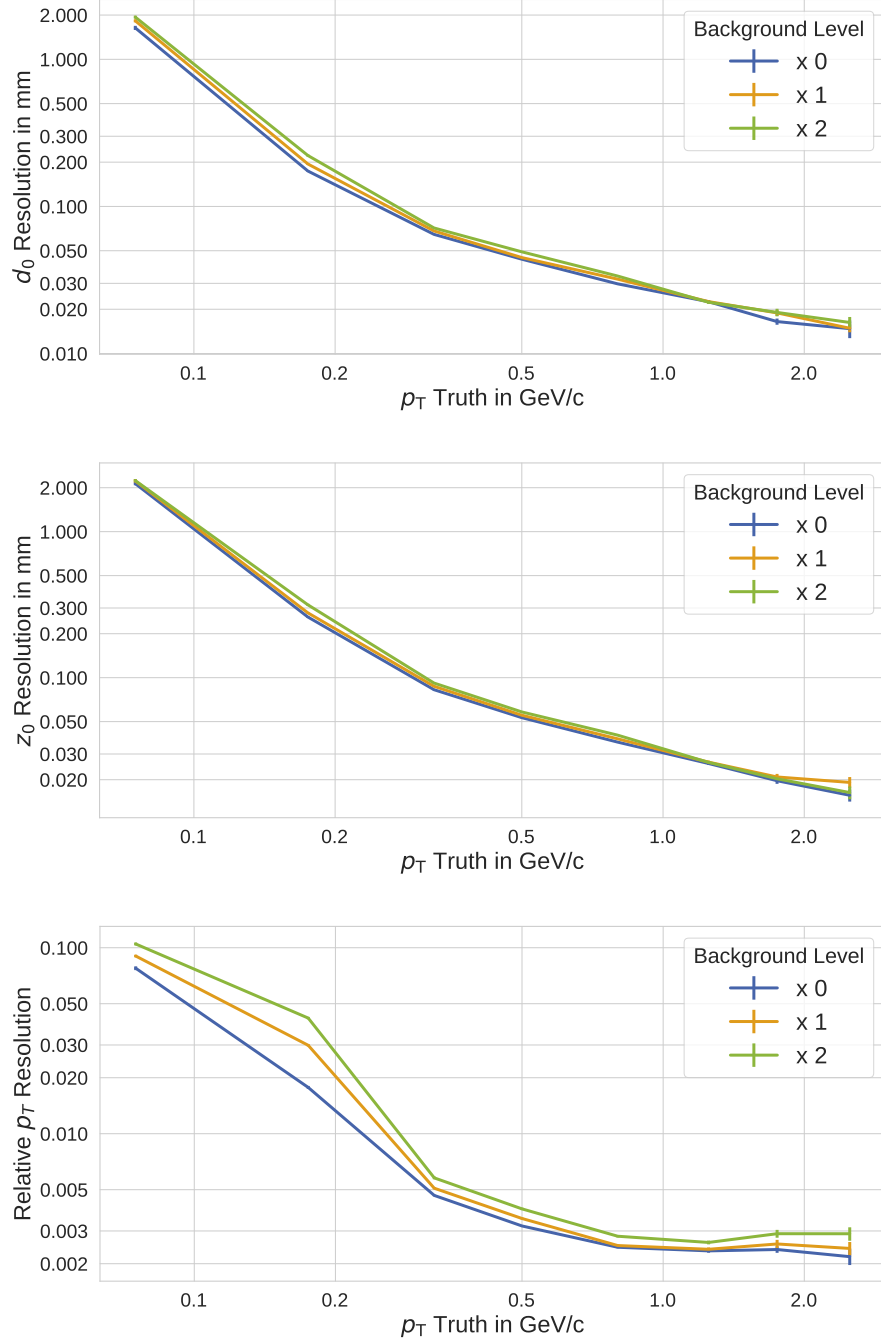 2.000
1.000
0.500
0.300
0.200
0.100
0.050
0.030
0.020
0.010
d₀ Resolution in mm
Background Level
x 0
x 1
x 2
0.1 0.2 0.5 1.0 2.0
p_T Truth in GeV/c
2.000
1.000
0.500
0.300
0.200
0.100
0.050
0.030
0.020
z₀ Resolution in mm
Background Level
x 0
x 1
x 2
0.1 0.2 0.5 1.0 2.0
p_T Truth in GeV/c
0.100
0.050
0.030
0.020
0.010
0.005
0.003
0.002
Relative p_T Resolution
Background Level
x 0
x 1
x 2
0.1 0.2 0.5 1.0 2.0
p_T Truth in GeV/c